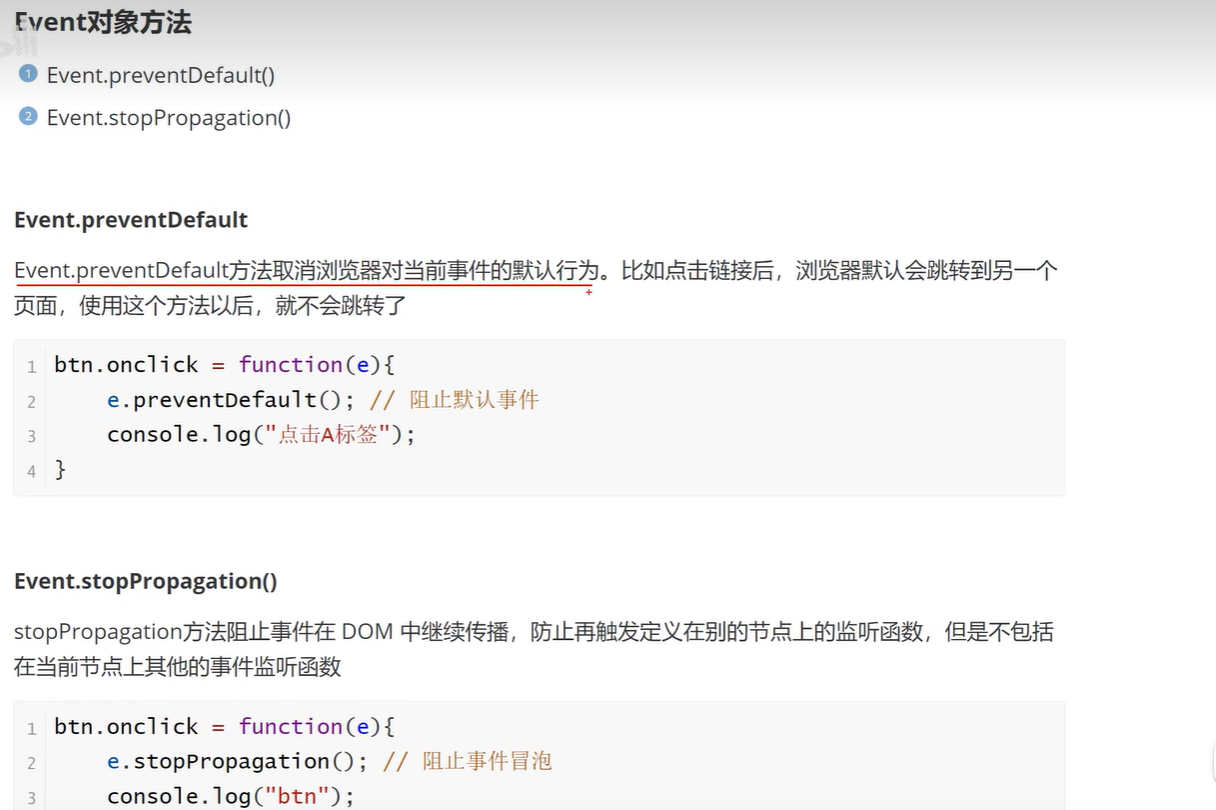 Event对象方法
1 Event.preventDefault()
2 Event.stopPropagation()
Event.preventDefault
Event.preventDefault方法取消浏览器对当前事件的默认行为。比如点击链接后，浏览器默认会跳转到另一个
页面，使用这个方法以后，就不会跳转了
1 btn.onclick = function(e){
2 e.preventDefault(); // 阻止默认事件
3 console.log("点击A标签");
4 }
Event.stopPropagation()
stopPropagation方法阻止事件在 DOM 中继续传播，防止再触发定义在别的节点上的监听函数，但是不包括
在当前节点上其他的事件监听函数
1 btn.onclick = function(e){
2 e.stopPropagation(); // 阻止事件冒泡
3 console.log("btn");